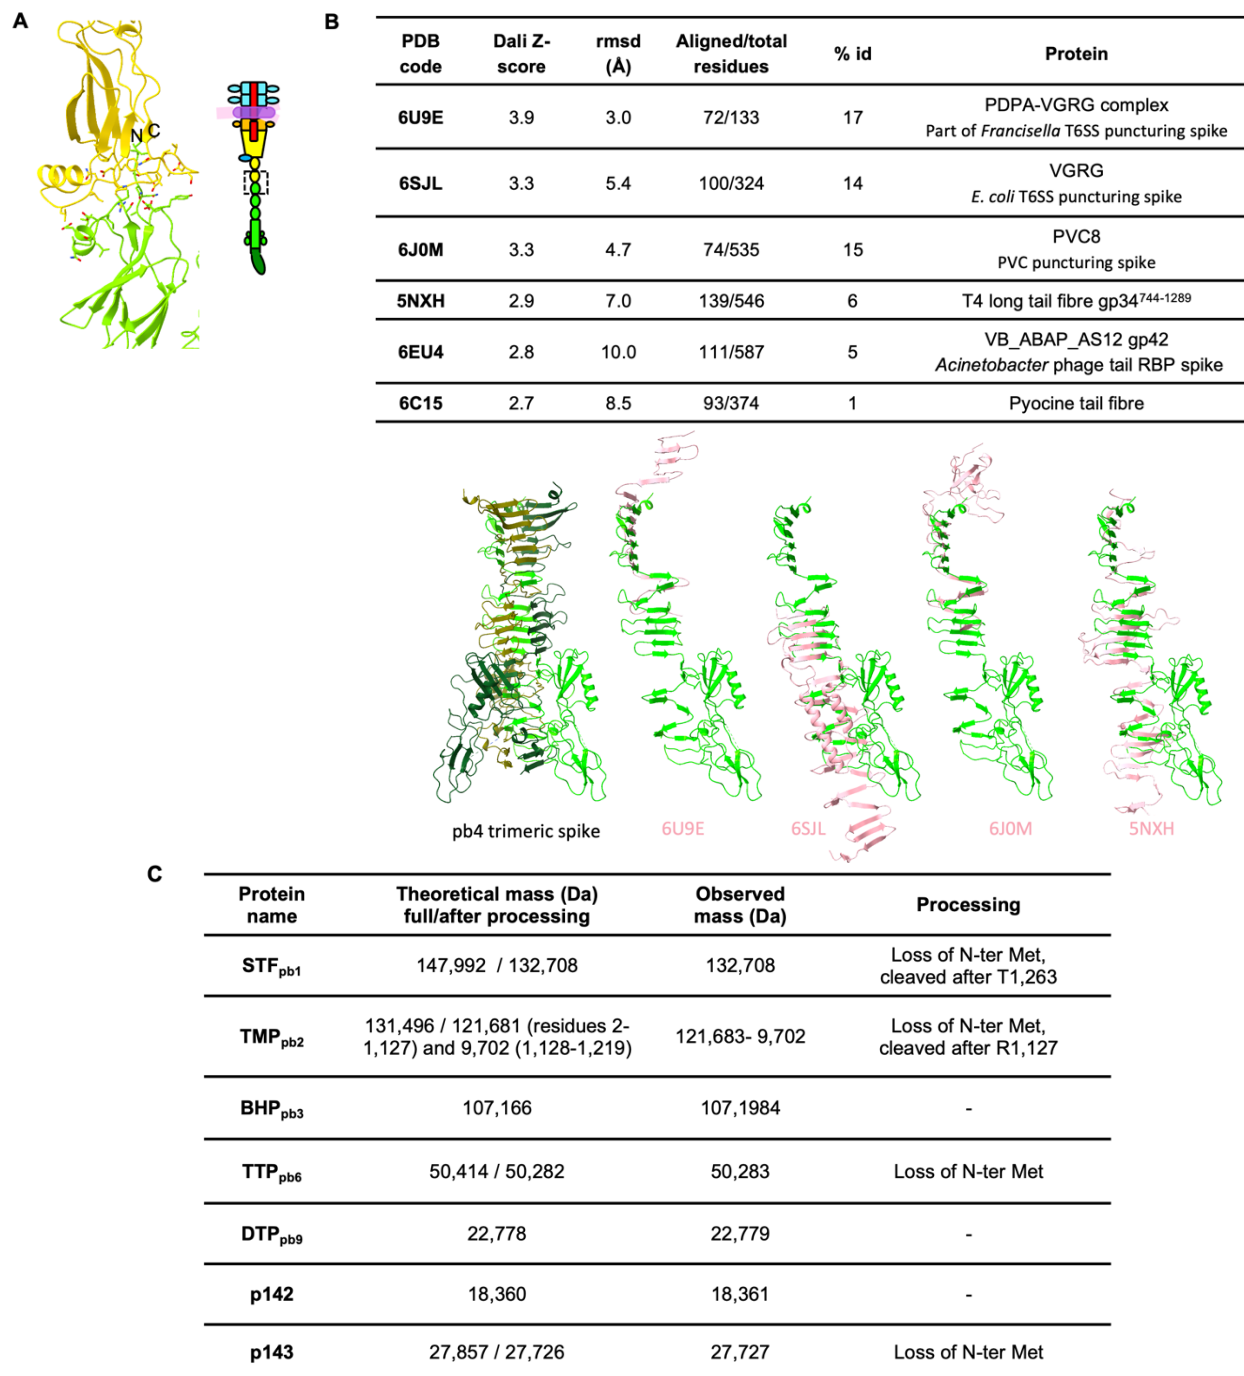 A
N C
B
PDB code Dali Z-score rmsd (Å) Aligned/total residues % id Protein
6U9E 3.9 3.0 72/133 17 PDPA-VGRG complex
Part of Francisella T6SS puncturing spike
6SJL 3.3 5.4 100/324 14 VGRG
E. coli T6SS puncturing spike
6J0M 3.3 4.7 74/535 15 PVC8
PVC puncturing spike
5NXH 2.9 7.0 139/546 6 T4 long tail fibre gp34744-1289
6EU4 2.8 10.0 111/587 5 VB_ABAP_AS12 gp42
Acinetobacter phage tail RBP spike
6C15 2.7 8.5 93/374 1 Pyocine tail fibre
pb4 trimeric spike 6U9E 6SJL 6J0M 5NXH
C
Protein name Theoretical mass (Da) full/after processing Observed mass (Da) Processing
STFpb1 147,992 / 132,708 132,708 Loss of N-ter Met,
cleaved after T1,263
TMPpb2 131,496 / 121,681 (residues 2-
1,127) and 9,702 (1,128-1,219) 121,683- 9,702 Loss of N-ter Met,
cleaved after R1,127
BHPpb3 107,166 107,1984 -
TTPpb6 50,414 / 50,282 50,283 Loss of N-ter Met
DTPpb9 22,778 22,779 -
p142 18,360 18,361 -
p143 27,857 / 27,726 27,727 Loss of N-ter Met